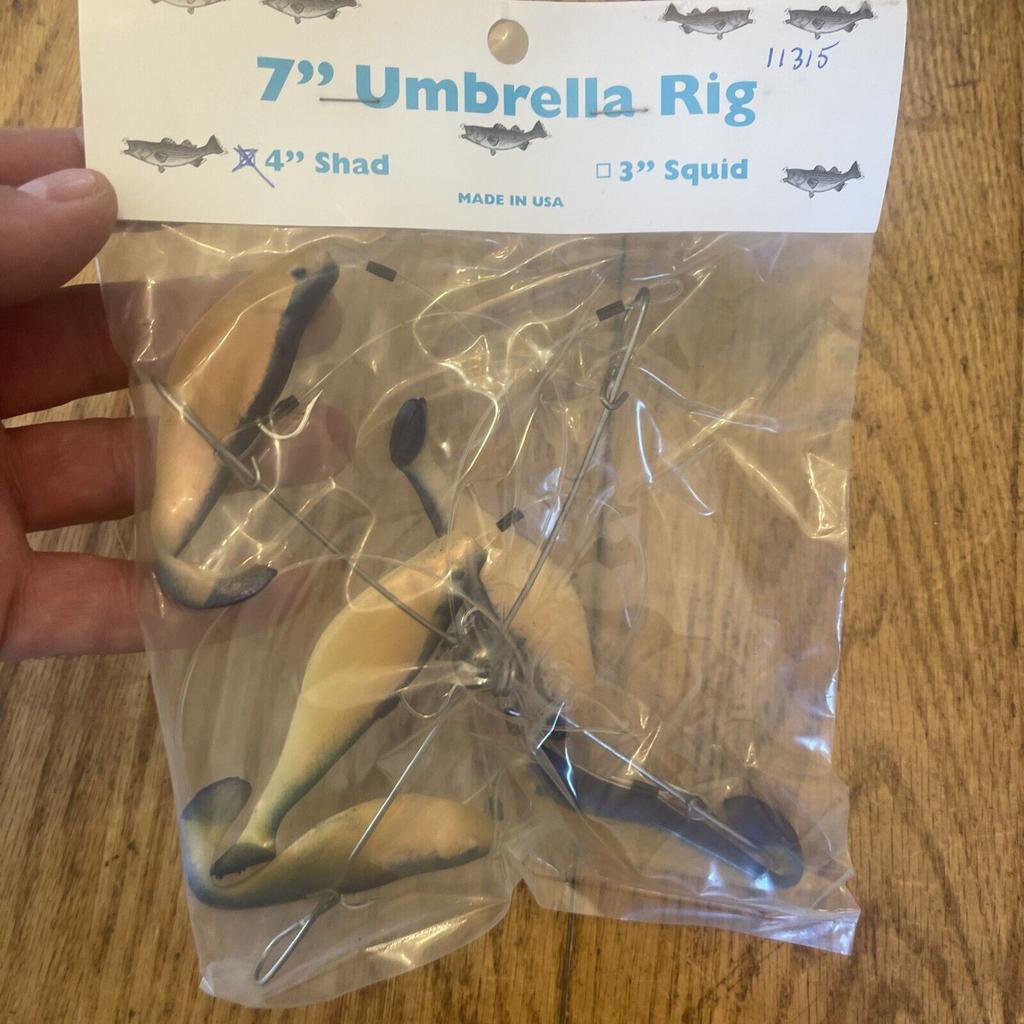 11315
7” Umbrella Rig
4” Shad
3” Squid
MADE IN USA